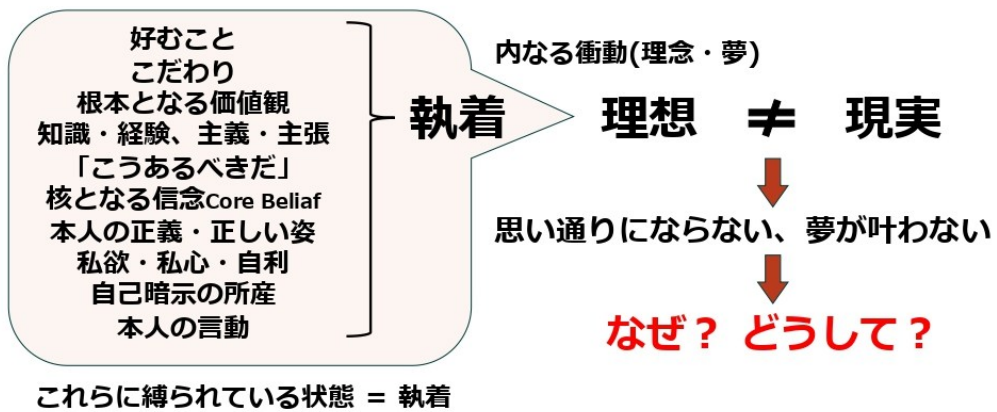 好むこと
こだわり
根本となる価値観
知識・経験、主義・主張
「こうあるべきだ」
核となる信念Core Beliaf
本人の正義・正しい姿
私欲・私心・自利
自己暗示の所産
本人の言動
執着
これらに縛られている状態 = 執着
内なる衝動(理念・夢)
理想 ≠ 現実
思い通りにならない、夢が叶わない
なぜ？ どうして？